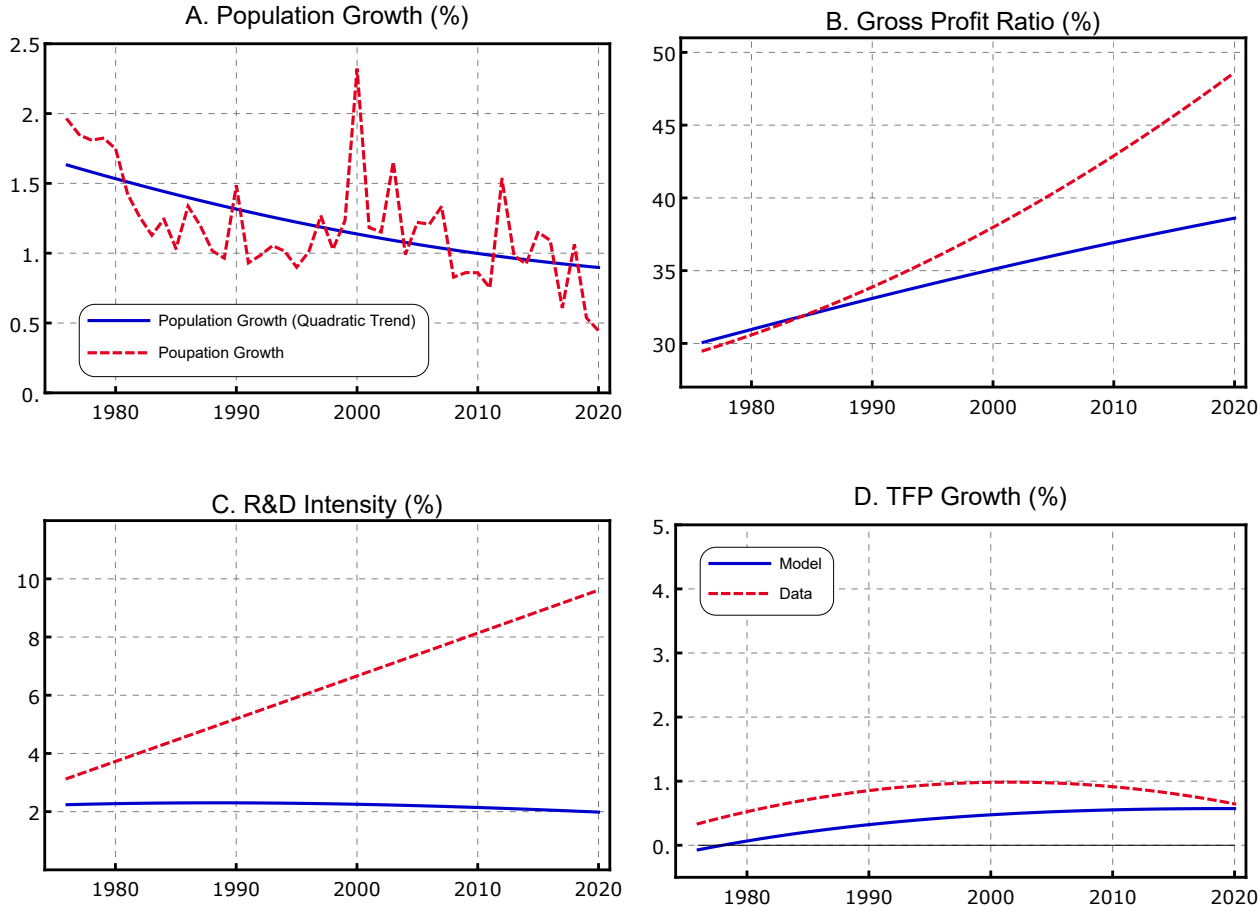 A. Population Growth (%)
2.5
2.
1.5
1.
0.5
0.
Population Growth (Quadratic Trend)
Poupation Growth
1980 1990 2000 2010 2020
B. Gross Profit Ratio (%)
50
45
40
35
30
1980 1990 2000 2010 2020
C. R&D Intensity (%)
10
8
6
4
2
1980 1990 2000 2010 2020
D. TFP Growth (%)
5.
4.
3.
2.
1.
0.
Model
Data
1980 1990 2000 2010 2020